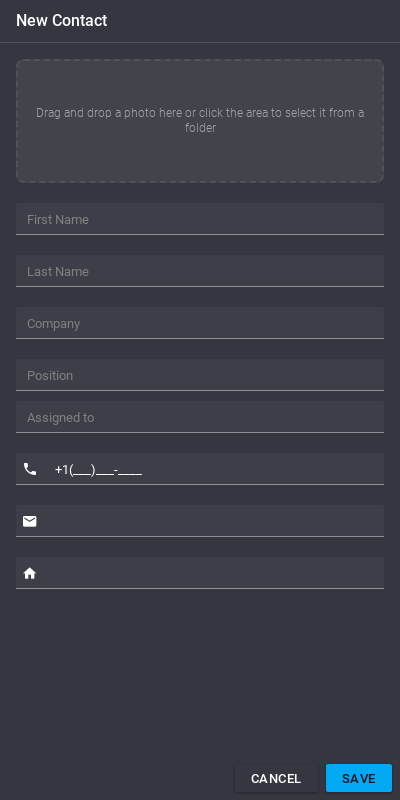 New Contact
Drag and drop a photo here or click the area to select it from a
folder
First Name
Last Name
Company
Position
Assigned to
+1(___)___-____
CANCEL
SAVE